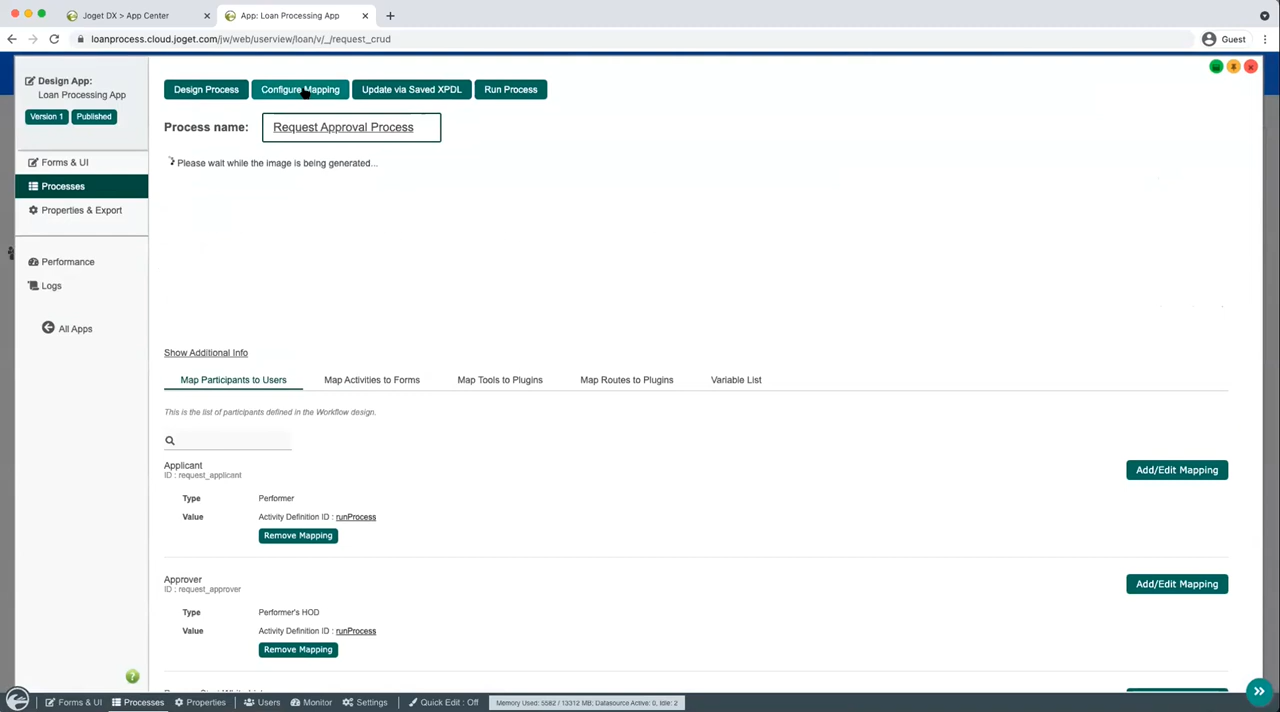 Joget DX > App Center
App: Loan Processing App
loanprocess.cloud.joget.com/jw/web/userview/loan/v/_/request_crud
Guest
Design App:
Loan Processing App
Version 1
Published
Forms & UI
Processes
Properties & Export
Performance
Logs
All Apps
Design Process
Configure Mapping
Update via Saved XPDL
Run Process
Process name:
Request Approval Process
Please wait while the image is being generated...
Show Additional Info
Map Participants to Users
Map Activities to Forms
Map Tools to Plugins
Map Routes to Plugins
Variable List
This is the list of participants defined in the Workflow design.
Applicant
ID : request_applicant
Add/Edit Mapping
Type Performer
Value Activity Definition ID : runProcess
Remove Mapping
Approver
ID : request_approver
Add/Edit Mapping
Type Performer's HOD
Value Activity Definition ID : runProcess
Remove Mapping
Forms & UI
Processes
Properties
Users
Monitor
Settings
Quick Edit : Off
Memory Used: 5582 / 13312 MB; Datasource Active: 0, Idle: 2